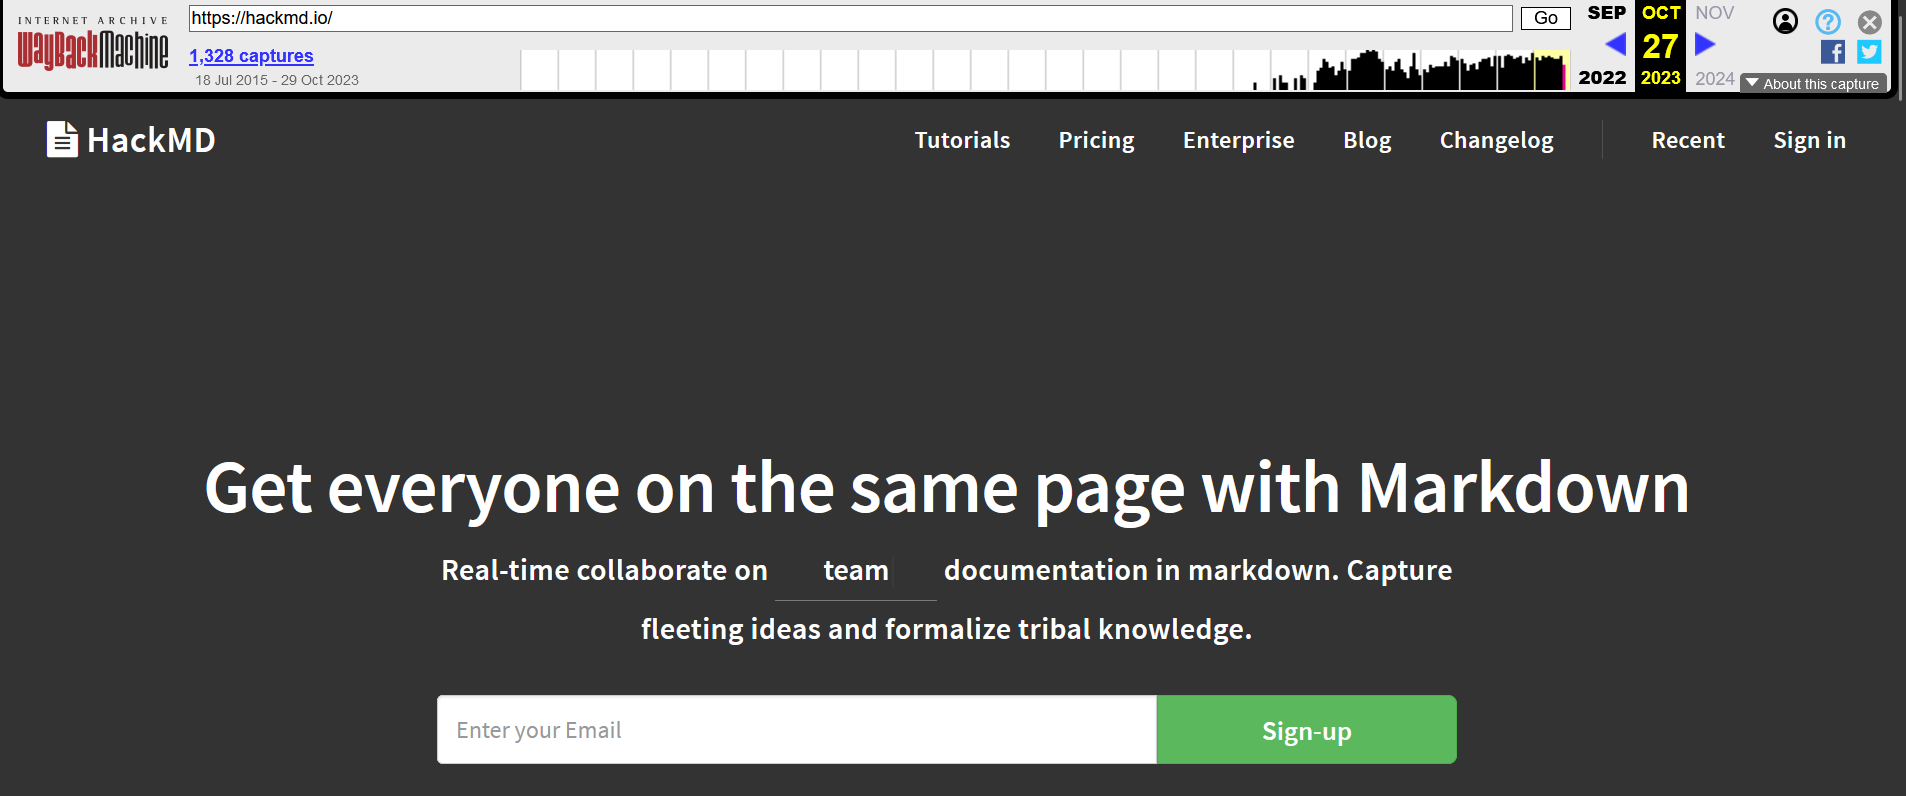 INTERNET ARCHIVE
WayBackMachine
https://hackmd.io/
Go
1,328 captures
18 Jul 2015 - 29 Oct 2023
SEP OCT NOV
27
2022 2023 2024
About this capture
HackMD
Tutorials Pricing Enterprise Blog Changelog Recent Sign in
Get everyone on the same page with Markdown
Real-time collaborate on team documentation in markdown. Capture
fleeting ideas and formalize tribal knowledge.
Enter your Email
Sign-up